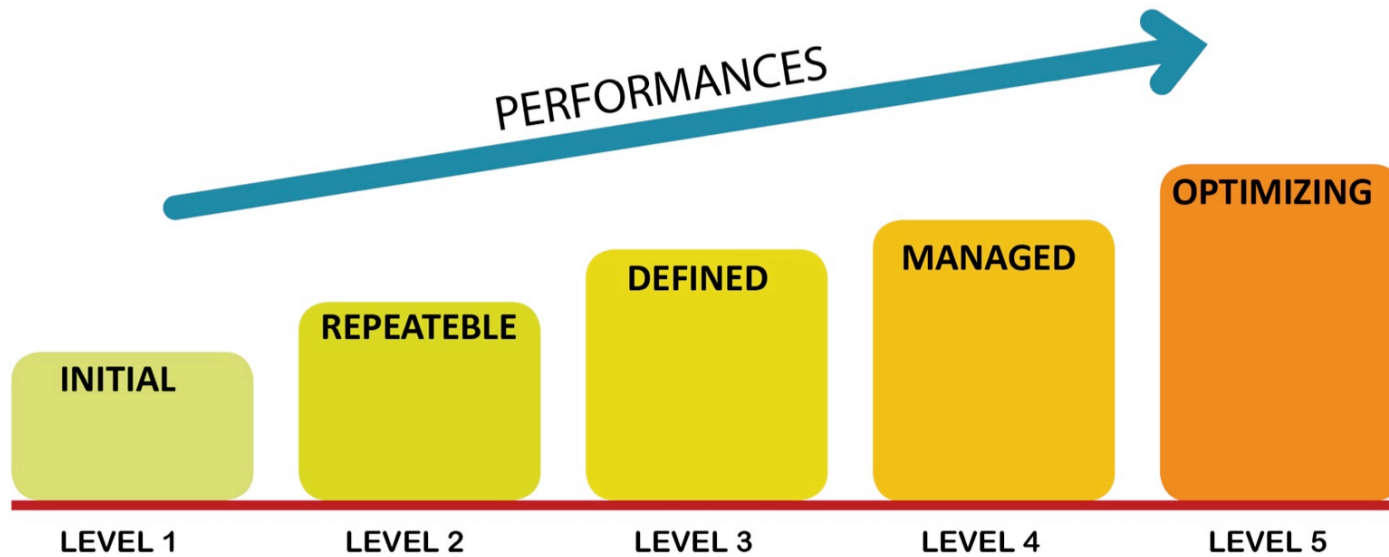 PERFORMANCES
INITIAL
REPEATEBLE
DEFINED
MANAGED
OPTIMIZING
LEVEL 1
LEVEL 2
LEVEL 3
LEVEL 4
LEVEL 5